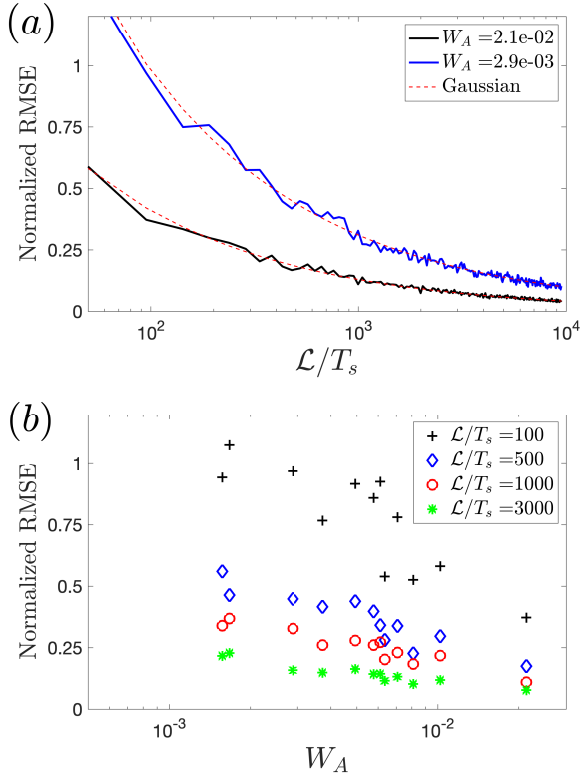 (a)
Normalized RMSE
1
0.75
0.5
0.25
0
W_A =2.1e-02
W_A =2.9e-03
Gaussian
10^2
10^3
10^4
ℒ/T_s
(b)
Normalized RMSE
1
0.75
0.5
0.25
0
ℒ/T_s =100
ℒ/T_s =500
ℒ/T_s =1000
ℒ/T_s =3000
10^-3
10^-2
W_A